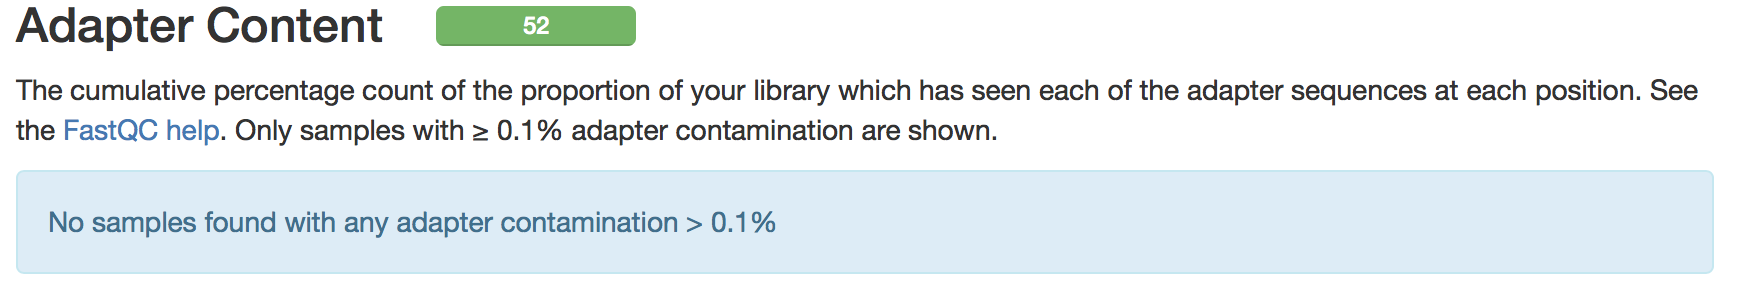 Adapter Content 52
The cumulative percentage count of the proportion of your library which has seen each of the adapter sequences at each position. See
the FastQC help. Only samples with ≥ 0.1% adapter contamination are shown.
No samples found with any adapter contamination > 0.1%